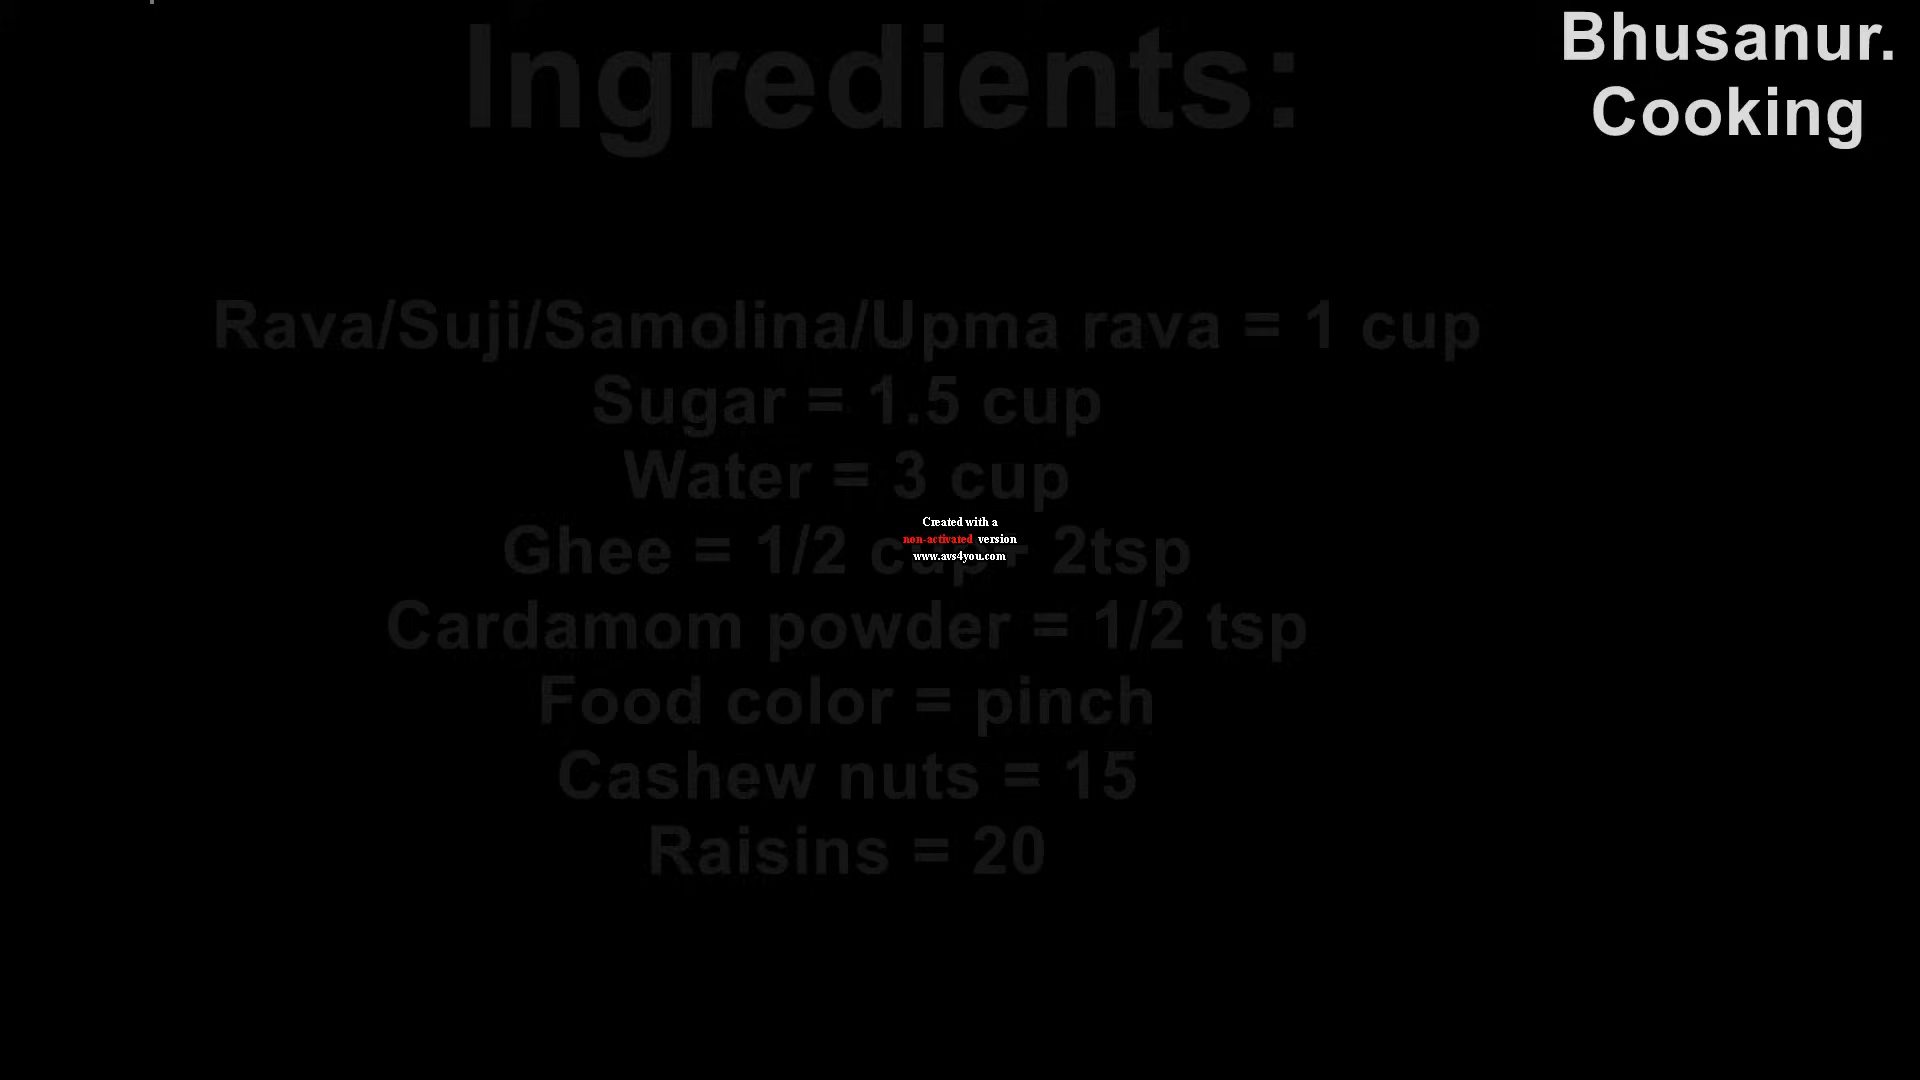 Bhusanur.
Cooking
Ingredients:
Rava/Suji/Samolina/Upma rava = 1 cup
Sugar = 1.5 cup
Water = 3 cup
Ghee = 1/2 cup+ 2tsp
Cardamom powder = 1/2 tsp
Food color = pinch
Cashew nuts = 15
Raisins = 20
Created with a
non-activated version
www.avs4you.com